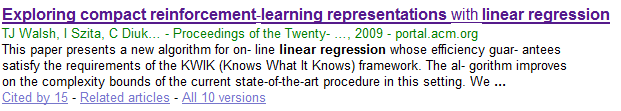 Exploring compact reinforcement-learning representations with linear regression
TJ Walsh, I Szita, C Diuk... - Proceedings of the Twenty- ..., 2009 - portal.acm.org
This paper presents a new algorithm for on- line linear regression whose efficiency guar- antees
satisfy the requirements of the KWIK (Knows What It Knows) framework. The al- gorithm improves
on the complexity bounds of the current state-of-the-art procedure in this setting. We ...
Cited by 15 - Related articles - All 10 versions